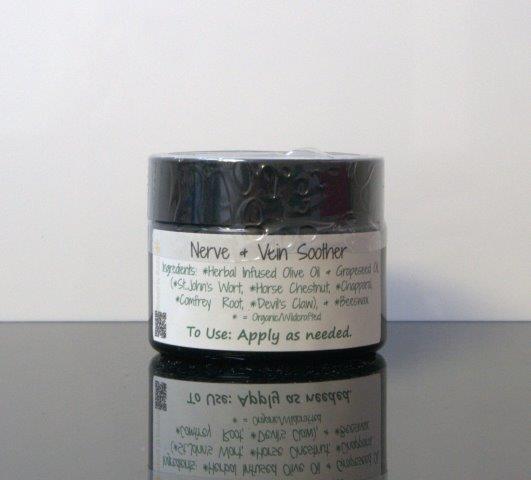 Nerve & Vein Soother
Ingredients: *Herbal Infused Olive Oil & Grapeseed Oil,
(*St.John's Wort, *Horse Chestnut, *Chapparal,
*Comfrey Root, *Devil's Claw), & *Beeswax
* = Organic/Wildcrafted
To Use: Apply as needed.